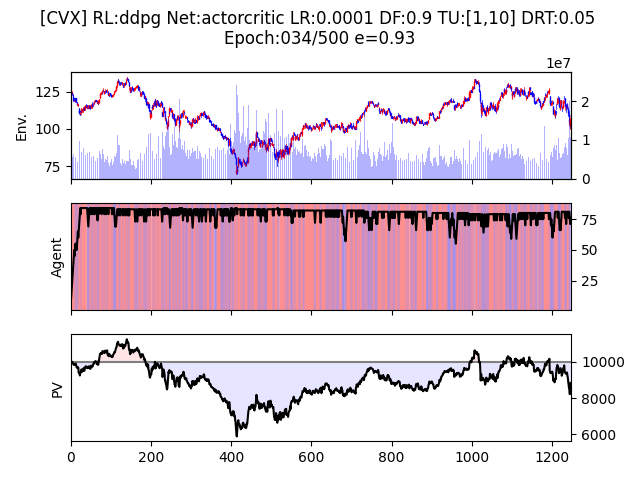 [CVX] RL:ddpg Net:actorcritic LR:0.0001 DF:0.9 TU:[1,10] DRT:0.05
Epoch:034/500 e=0.93
1e7
Env.
125
100
75
2
1
0
Agent
75
50
25
PV
10000
8000
6000
0 200 400 600 800 1000 1200